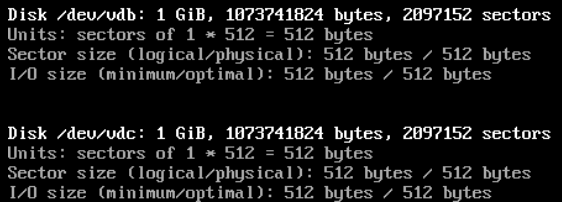 Disk /dev/vdb: 1 GiB, 1073741824 bytes, 2097152 sectors
Units: sectors of 1 * 512 = 512 bytes
Sector size (logical/physical): 512 bytes / 512 bytes
I/O size (minimum/optimal): 512 bytes / 512 bytes
Disk /dev/vdc: 1 GiB, 1073741824 bytes, 2097152 sectors
Units: sectors of 1 * 512 = 512 bytes
Sector size (logical/physical): 512 bytes / 512 bytes
I/O size (minimum/optimal): 512 bytes / 512 bytes